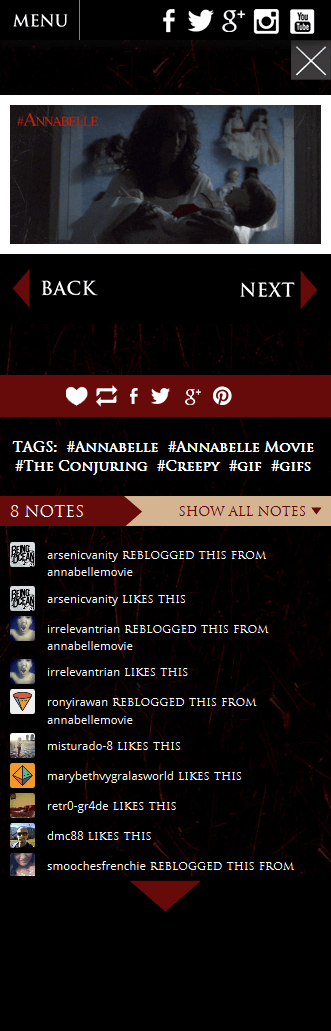 MENU
You
Tube
#ANNABELLE
BACK
NEXT
TAGS: #ANNABELLE #ANNABELLE MOVIE
#THE CONJURING #CREEPY #GIF #GIFS
8 NOTES
SHOW ALL NOTES
arsenicvanity REBLOGGED THIS FROM
annabellemovie
arsenicvanity LIKES THIS
irrelevantrian REBLOGGED THIS FROM
annabellemovie
irrelevantrian LIKES THIS
ronyirawan REBLOGGED THIS FROM
annabellemovie
misturado-8 LIKES THIS
marybethvygralasworld LIKES THIS
retr0-gr4de LIKES THIS
dmc88 LIKES THIS
smoochesfrenchie REBLOGGED THIS FROM